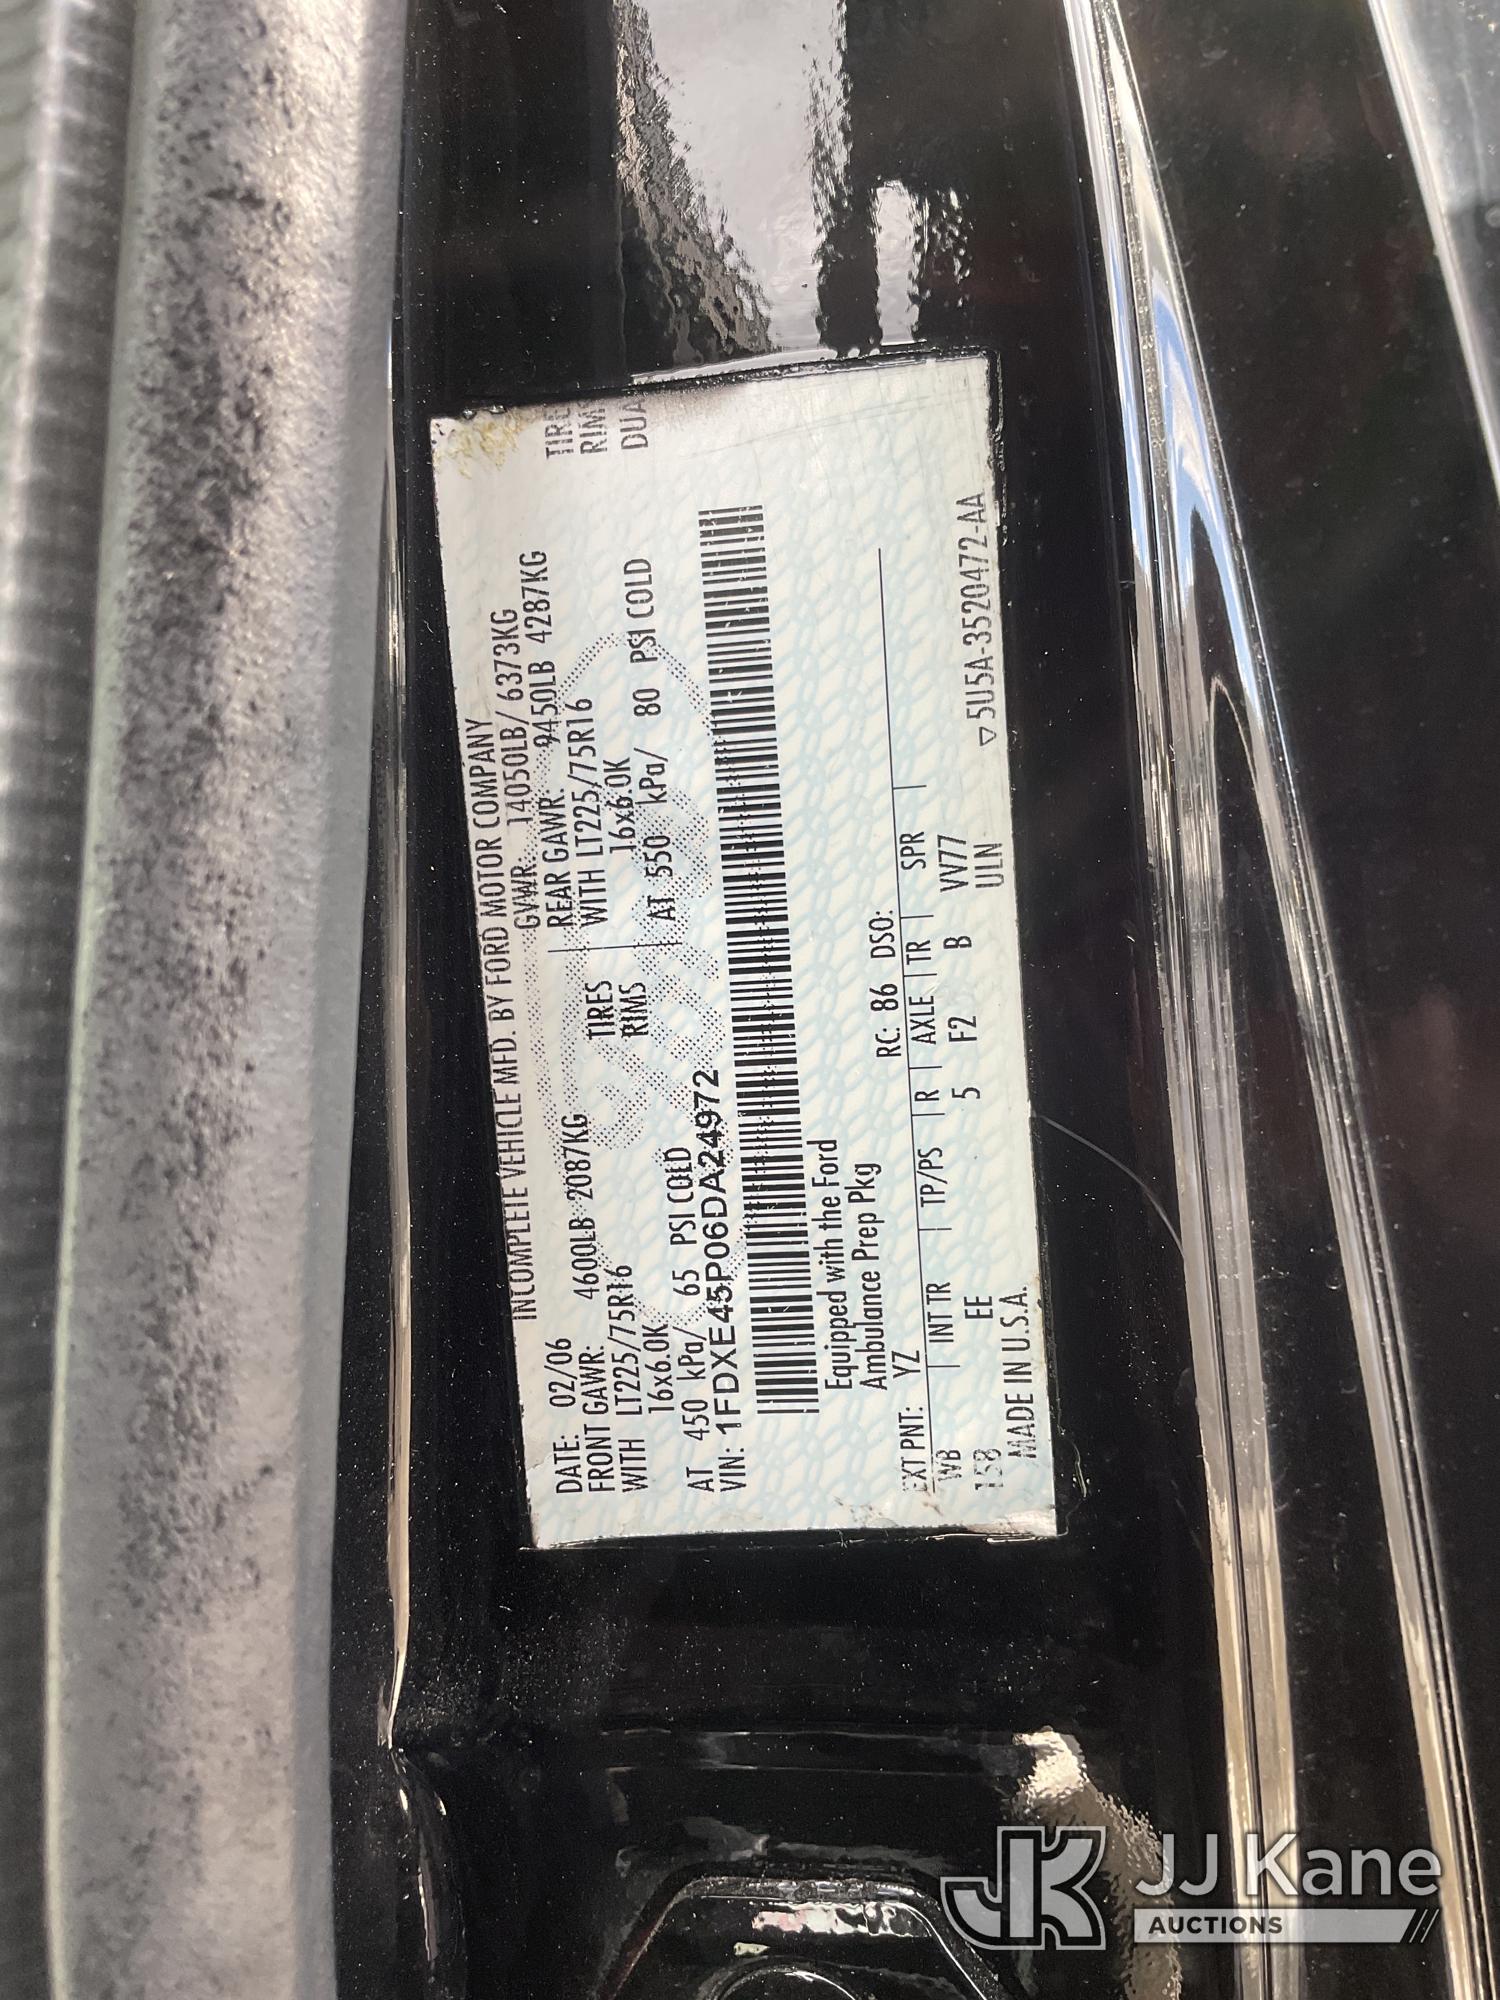 INCOMPLETE VEHICLE MFD. BY FORD MOTOR COMPANY
DATE: 02/06 GVWR: 14050LB/ 6373KG
FRONT GAWR: 4600LB 2087KG REAR GAWR: 9450LB 4287KG
WITH LT225/75R16 TIRES WITH LT225/75R16 TIRE
16x6.0K RIMS 16x6.0K RIM
AT 450 kPa/ 65 PSI COLD AT 550 kPa/ 80 PSI COLD DUA
VIN: 1FDXE45P06DA24972
Equipped with the Ford
Ambulance Prep Pkg
EXT PNT: YZ RC: 86 DSO:
WB INT TR TP/PS R AXLE TR SPR
158 EE 5 F2 B VV77
MADE IN U.S.A. ULN
▽5U5A-3520472-AA
JK JJ Kane
AUCTIONS